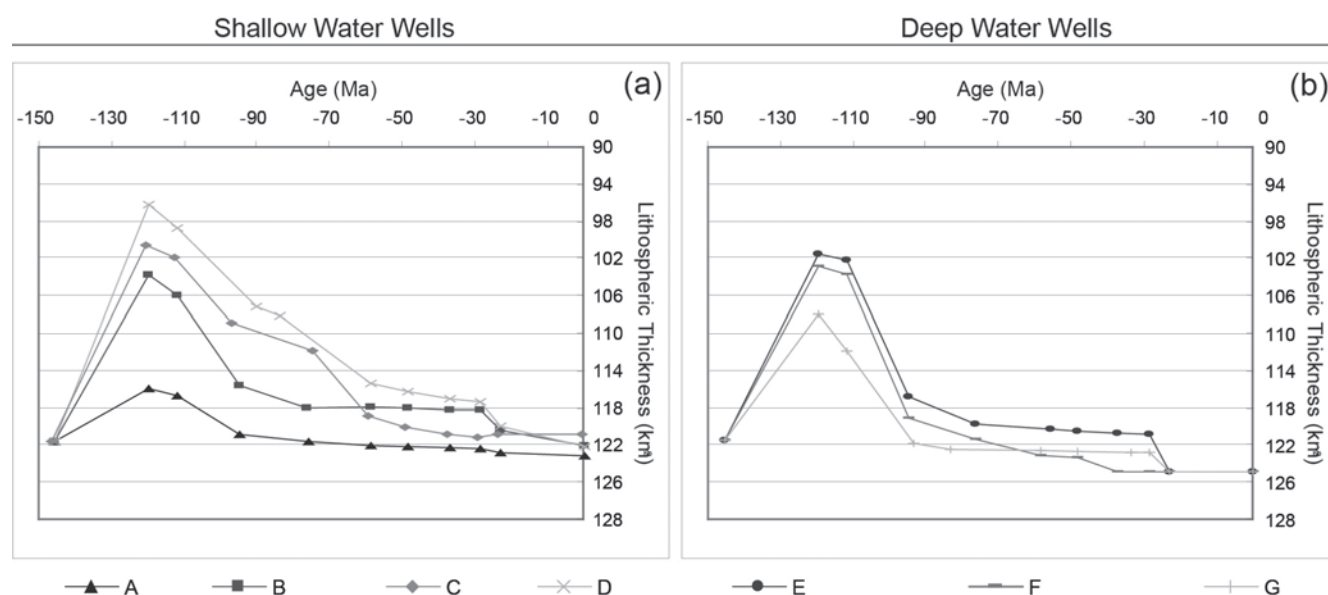 Shallow Water Wells
Deep Water Wells
(a)
Age (Ma)
-150 -130 -110 -90 -70 -50 -30 -10 0
90
94
98
102
106
110
114
118
122
126
128
Lithospheric Thickness (km)
(b)
Age (Ma)
-150 -130 -110 -90 -70 -50 -30 -10 0
90
94
98
102
106
110
114
118
122
126
128
Lithospheric Thickness (km)
A B C D E F G